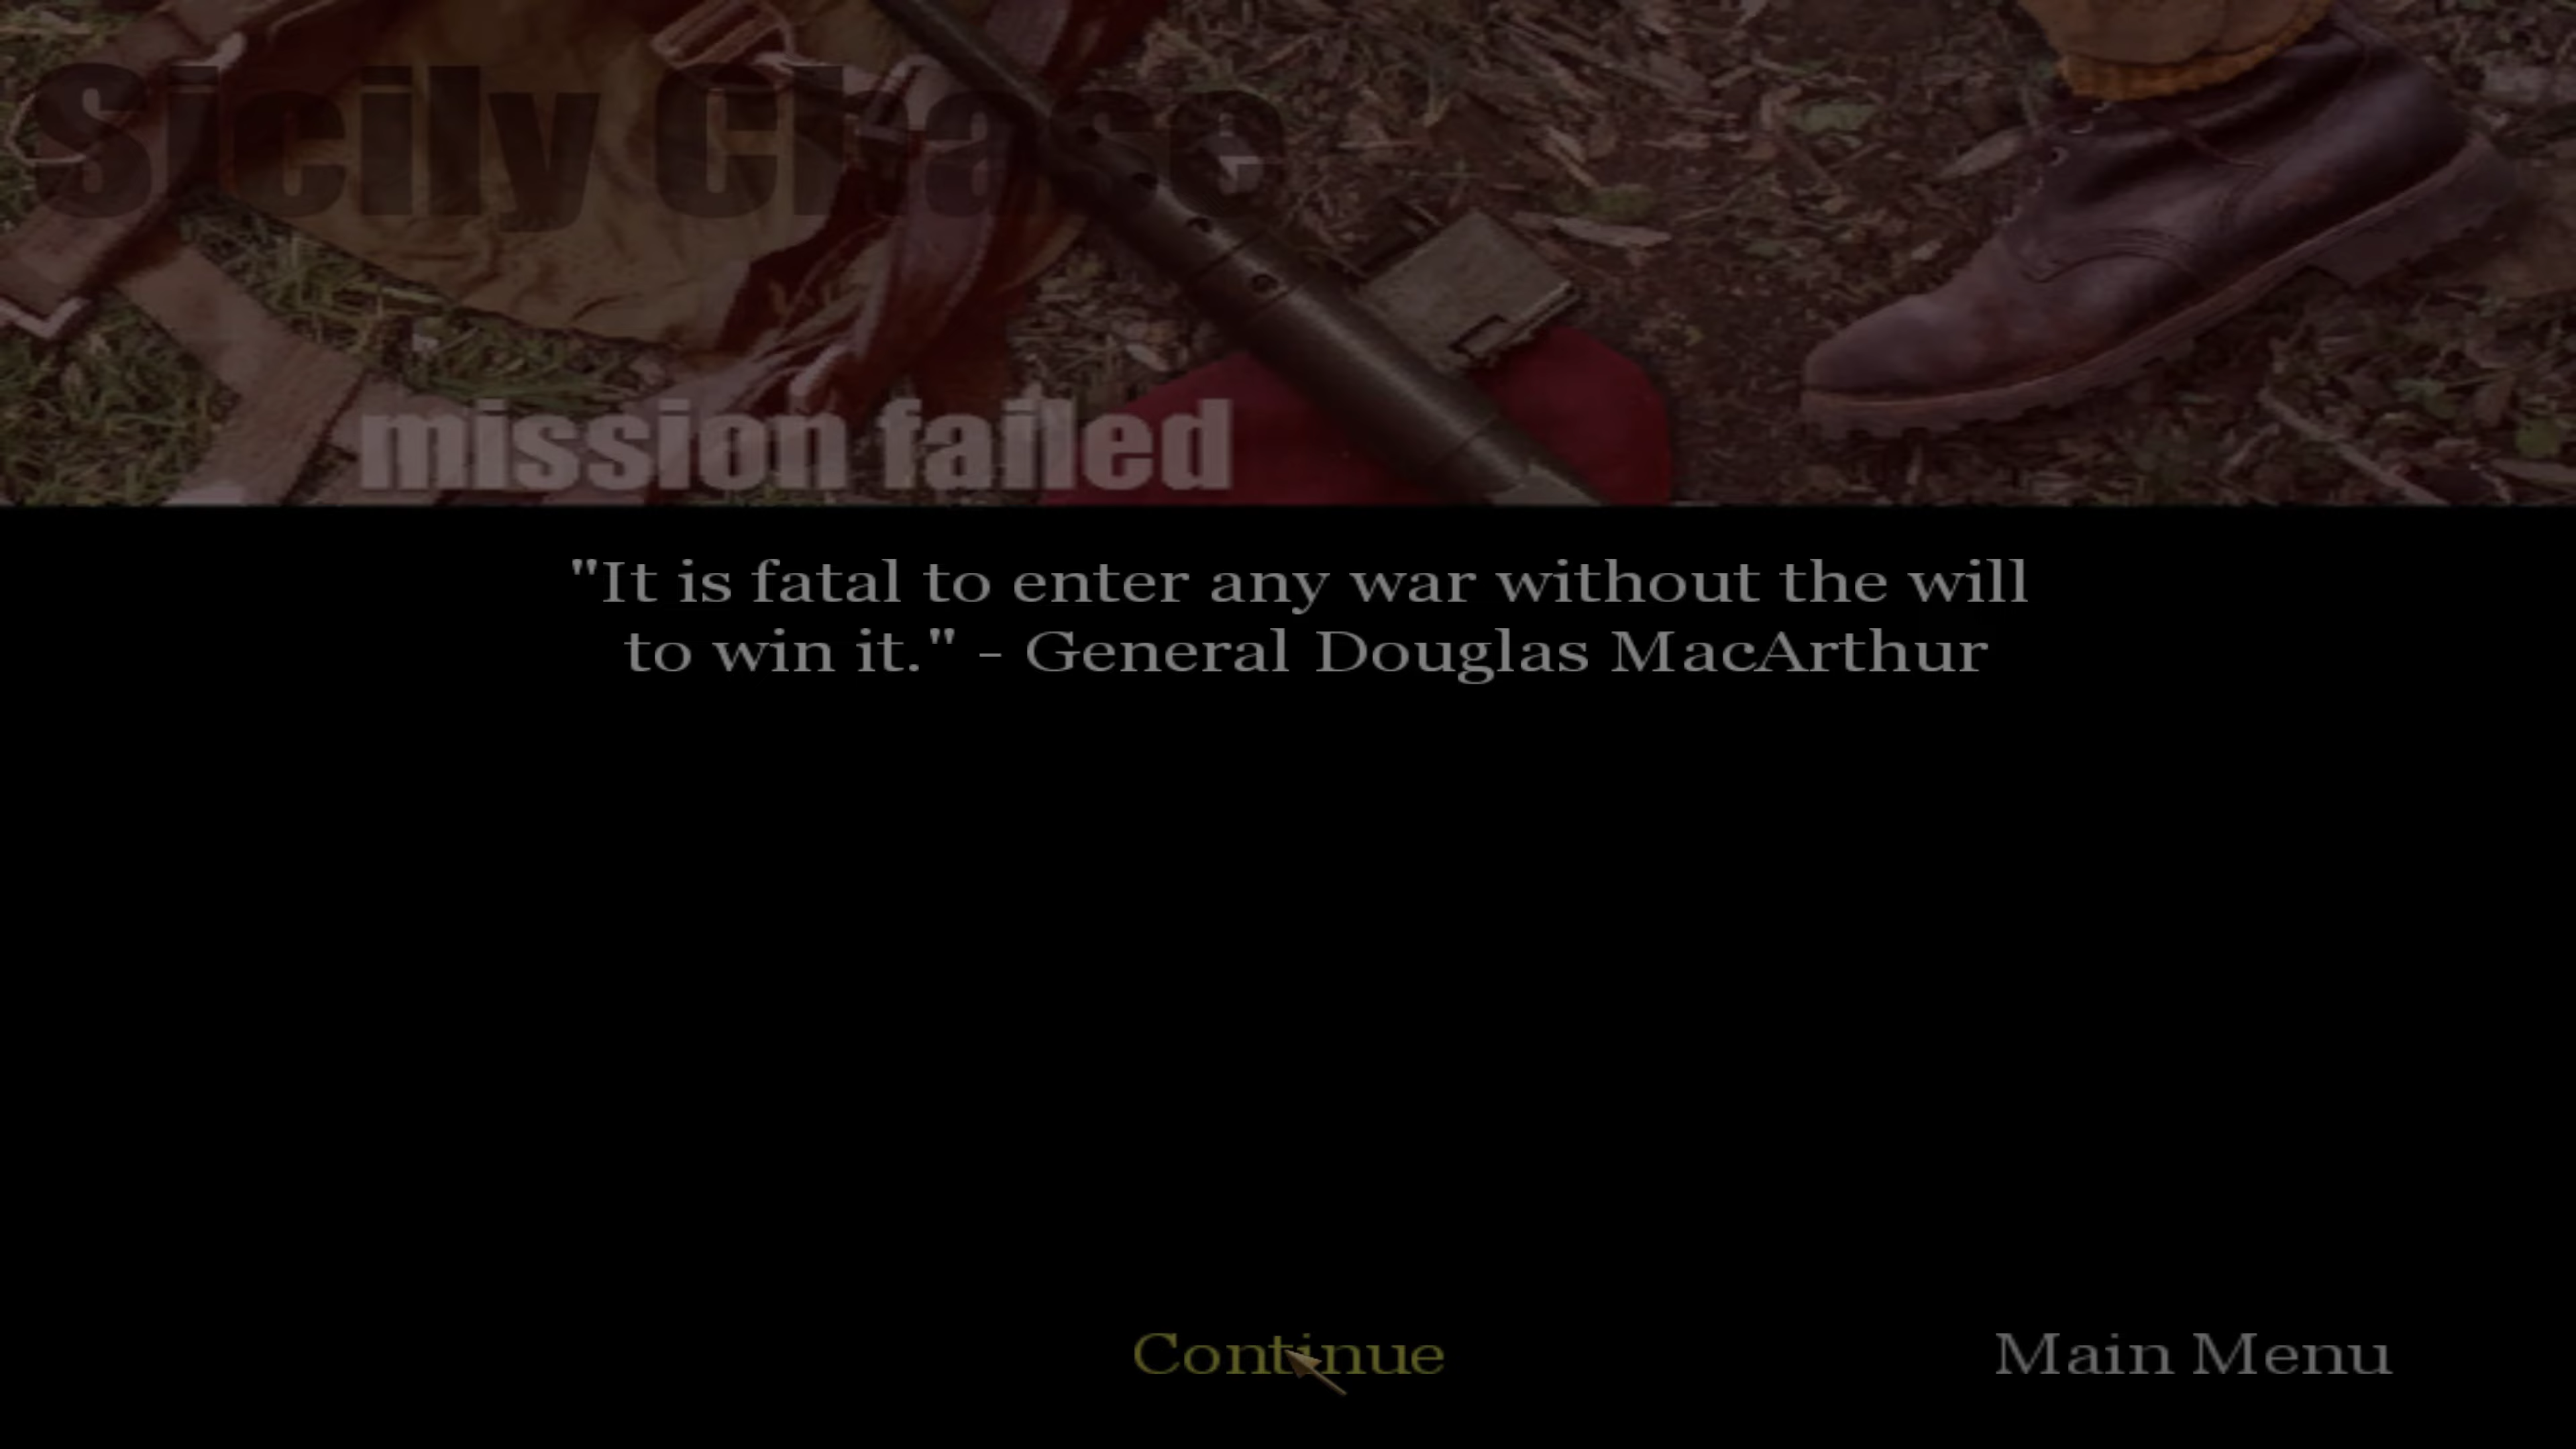 Sicily Chase
mission failed
"It is fatal to enter any war without the will
to win it." - General Douglas MacArthur
Continue
Main Menu